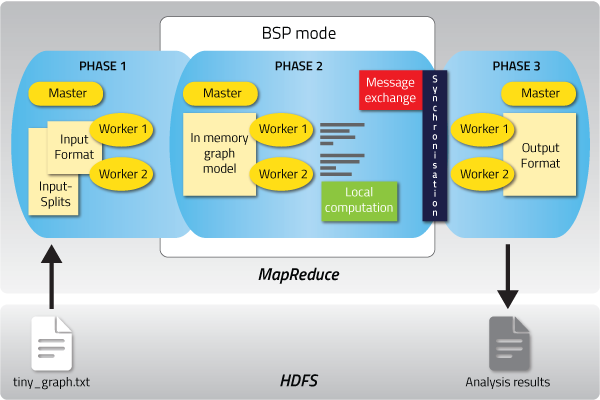 BSP mode
PHASE 1
Master
Input
Format
Worker 1
Worker 2
Input-
Splits
PHASE 2
Master
In memory
graph
model
Worker 1
Worker 2
Message
exchange
Local
computation
Synchronisation
PHASE 3
Master
Worker 1
Worker 2
Output
Format
MapReduce
tiny_graph.txt
HDFS
Analysis results